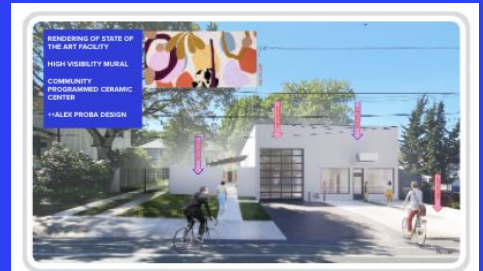 RENDERING OF STATE OF
THE ART FACILITY
HIGH VISIBILITY MURAL
COMMUNITY
PROGRAMMED CERAMIC
CENTER
++ALEX PROBA DESIGN